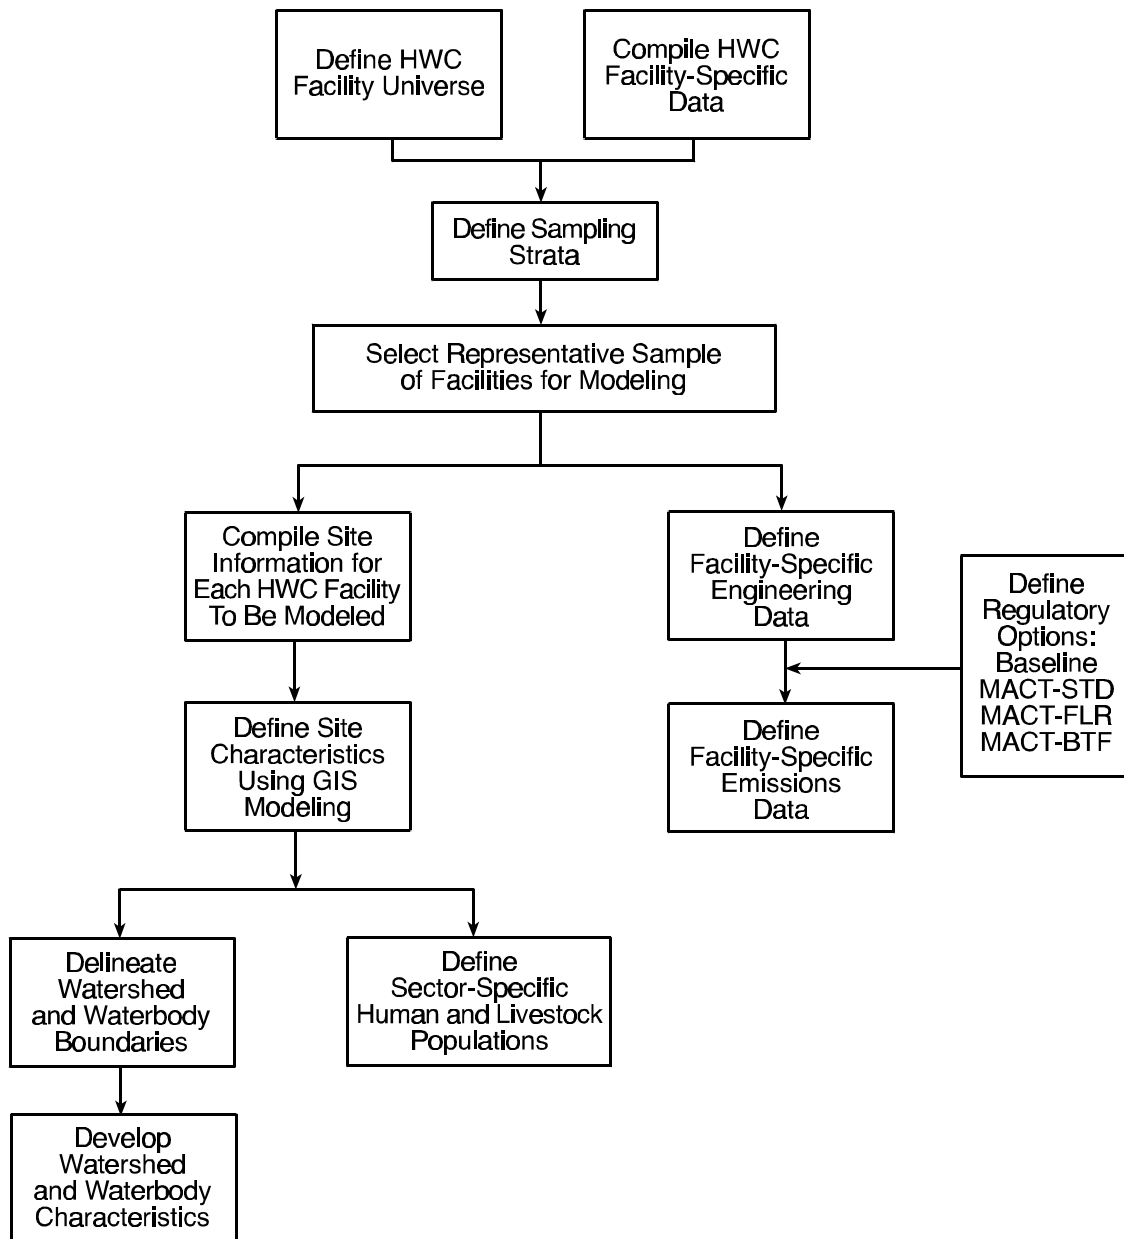 Define HWC
Facility Universe
Compile HWC
Facility-Specific
Data
Define Sampling
Strata
Select Representative Sample
of Facilities for Modeling
Compile Site
Information for
Each HWC Facility
To Be Modeled
Define
Facility-Specific
Engineering
Data
Define
Regulatory
Options:
Baseline
MACT-STD
MACT-FLR
MACT-BTF
Define Site
Characteristics
Using GIS
Modeling
Define
Facility-Specific
Emissions
Data
Delineate
Watershed
and Waterbody
Boundaries
Define
Sector-Specific
Human and Livestock
Populations
Develop
Watershed
and Waterbody
Characteristics